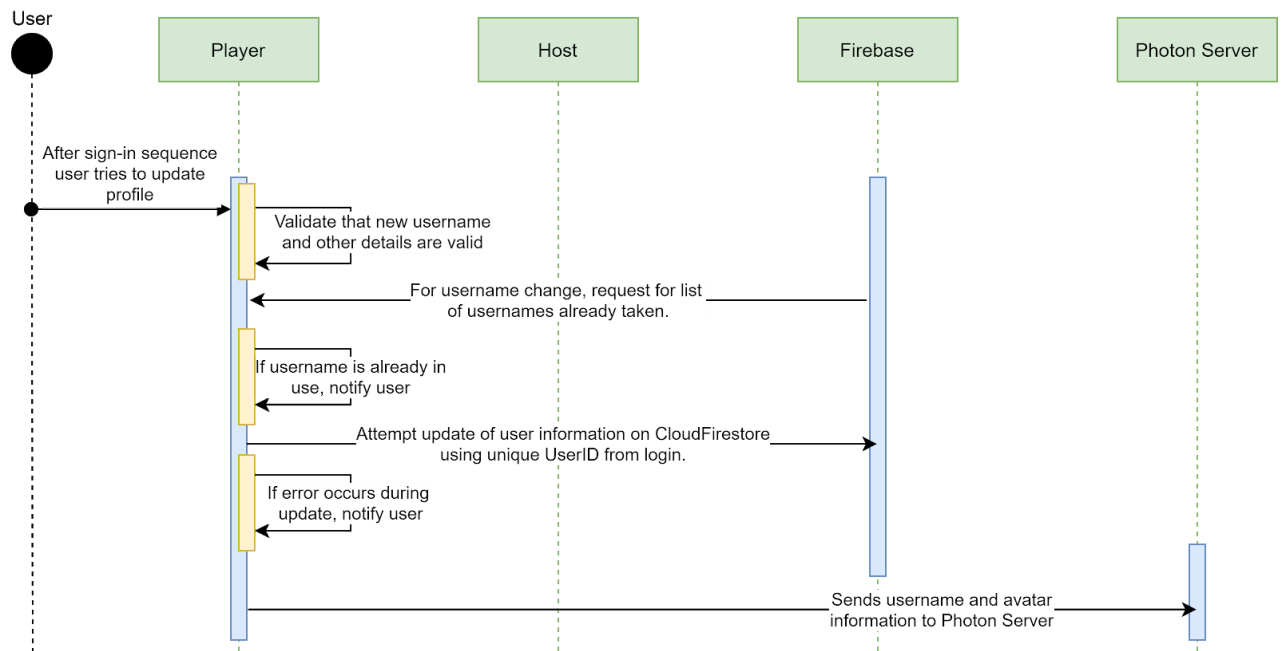 User
Player
Host
Firebase
Photon Server
After sign-in sequence
user tries to update
profile
Validate that new username
and other details are valid
For username change, request for list
of usernames already taken.
If username is already in
use, notify user
Attempt update of user information on CloudFirestore
using unique UserID from login.
If error occurs during
update, notify user
Sends username and avatar
information to Photon Server